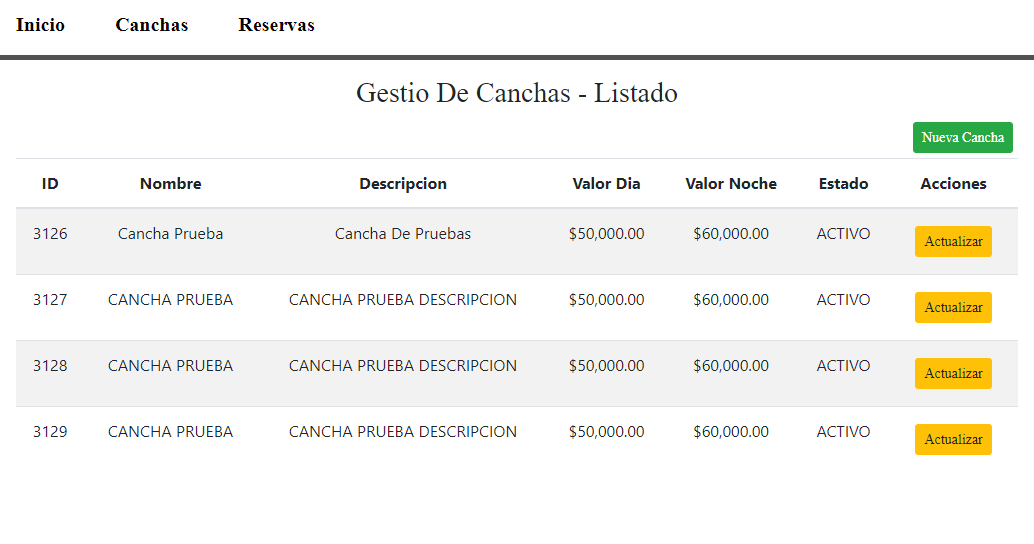 Inicio Canchas Reservas
Gestio De Canchas - Listado
Nueva Cancha
ID Nombre Descripcion Valor Dia Valor Noche Estado Acciones
3126 Cancha Prueba Cancha De Pruebas $50,000.00 $60,000.00 ACTIVO Actualizar
3127 CANCHA PRUEBA CANCHA PRUEBA DESCRIPCION $50,000.00 $60,000.00 ACTIVO Actualizar
3128 CANCHA PRUEBA CANCHA PRUEBA DESCRIPCION $50,000.00 $60,000.00 ACTIVO Actualizar
3129 CANCHA PRUEBA CANCHA PRUEBA DESCRIPCION $50,000.00 $60,000.00 ACTIVO Actualizar